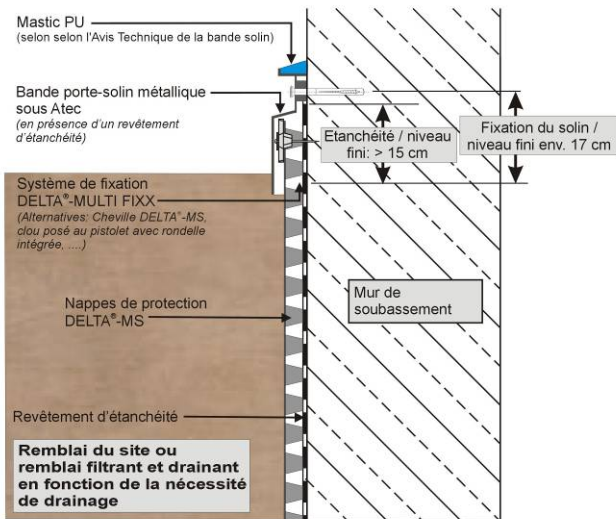 Mastic PU
(selon selon l'Avis Technique de la bande solin)
Bande porte-solin métallique
sous Atec
(en présence d'un revêtement
d'étanchéité)
Etanchéité / niveau
fini: > 15 cm
Fixation du solin /
niveau fini env. 17 cm
Système de fixation
DELTA®-MULTI FIXX
(Alternatives: Cheville DELTA®-MS,
clou posé au pistolet avec rondelle
intégrée, ....)
Nappes de protection
DELTA®-MS
Mur de
soubassement
Revêtement d'étanchéité
Remblai du site ou
remblai filtrant et drainant
en fonction de la nécessité
de drainage